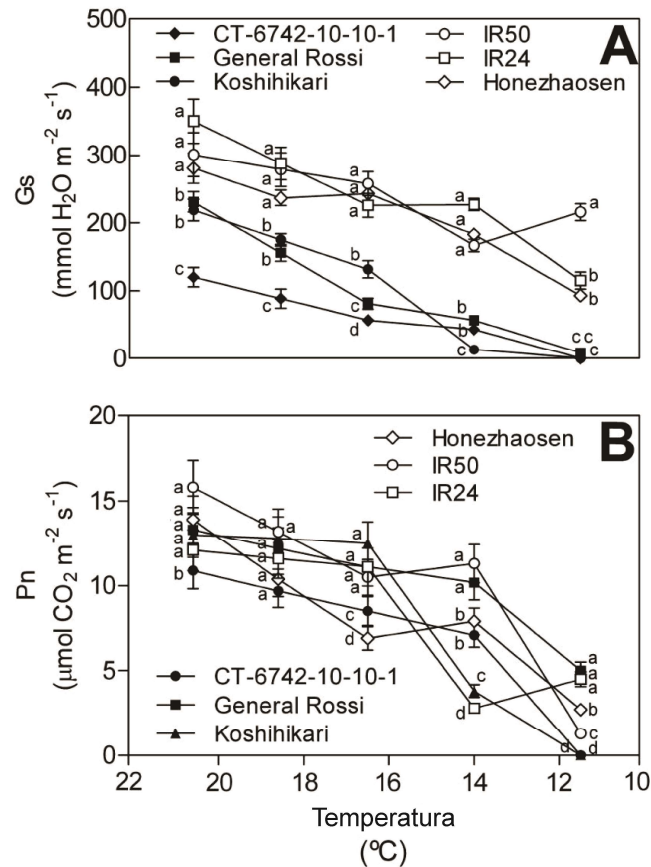 A
500
400
300
200
100
0
Gs
(mmol H₂O m⁻² s⁻¹)
CT-6742-10-10-1
General Rossi
Koshihikari
IR50
IR24
Honezhaosen
a
a
a
b
b
c
a
a
b
b
c
a
a
a
b
c
d
a
a
a
b
b
c
a
b
b
c c
c
B
20
15
10
5
0
Pn
(µmol CO₂ m⁻² s⁻¹)
Honezhaosen
IR50
IR24
CT-6742-10-10-1
General Rossi
Koshihikari
a
a
a
a
a
b
a
a
a
a
a
a
a
a
c
d
a
a
b
b
c
d
a
a
a
b
c
d
d
22
20
18
16
14
12
10
Temperatura
(ºC)